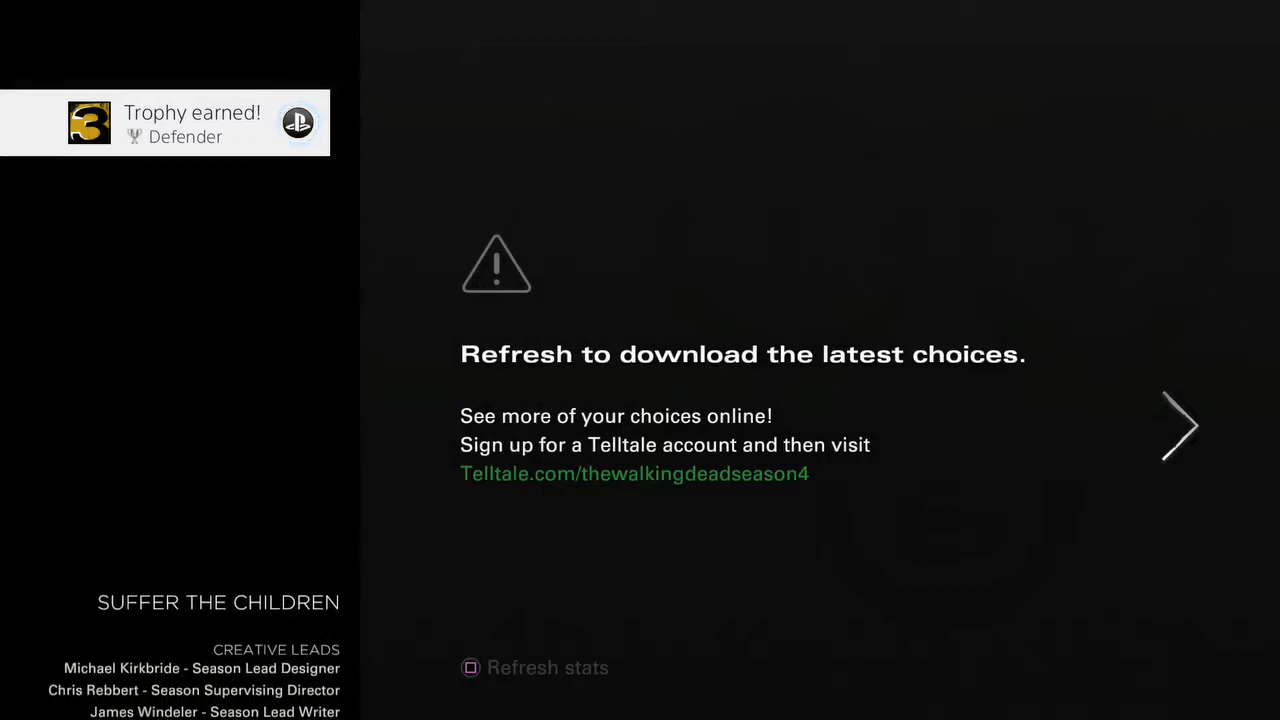 3
Trophy earned!
Defender
Refresh to download the latest choices.
See more of your choices online!
Sign up for a Telltale account and then visit
Telltale.com/thewalkingdeadseason4
Refresh stats
SUFFER THE CHILDREN
CREATIVE LEADS
Michael Kirkbride - Season Lead Designer
Chris Rebbert - Season Supervising Director
James Windeler - Season Lead Writer